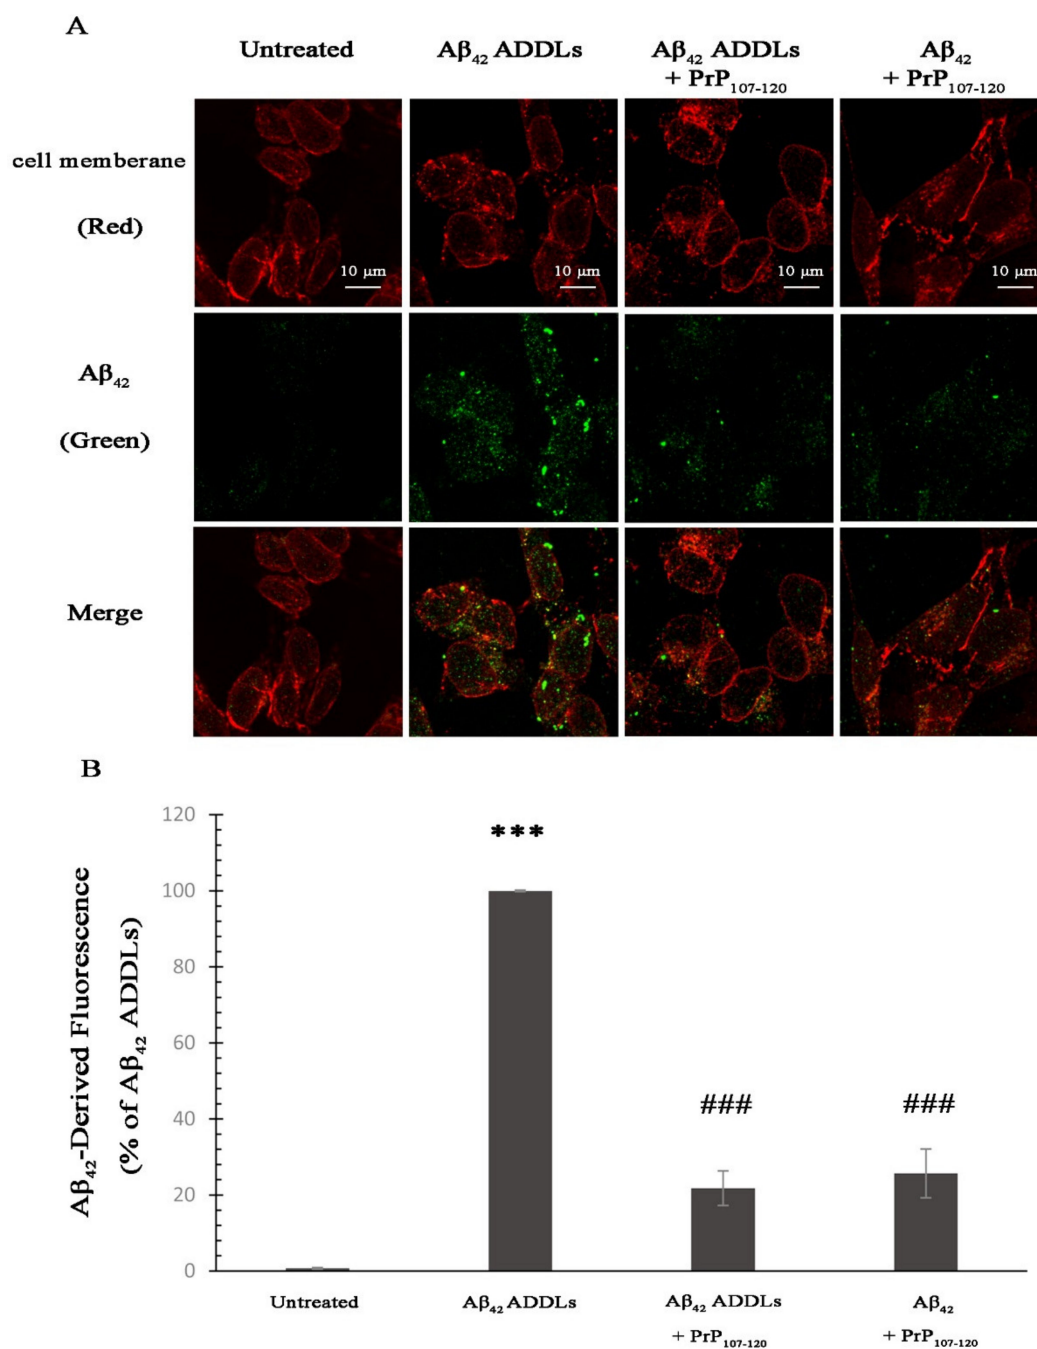 A
Untreated
Aβ₄₂ ADDLs
Aβ₄₂ ADDLs
+ PrP₁₀₇₋₁₂₀
Aβ₄₂
+ PrP₁₀₇₋₁₂₀
cell memberane
(Red)
10 μm
10 μm
10 μm
10 μm
Aβ₄₂
(Green)
Merge
B
Aβ₄₂-Derived Fluorescence
(% of Aβ₄₂ ADDLs)
120
100
80
60
40
20
0
***
###
###
Untreated
Aβ₄₂ ADDLs
Aβ₄₂ ADDLs
+ PrP₁₀₇₋₁₂₀
Aβ₄₂
+ PrP₁₀₇₋₁₂₀